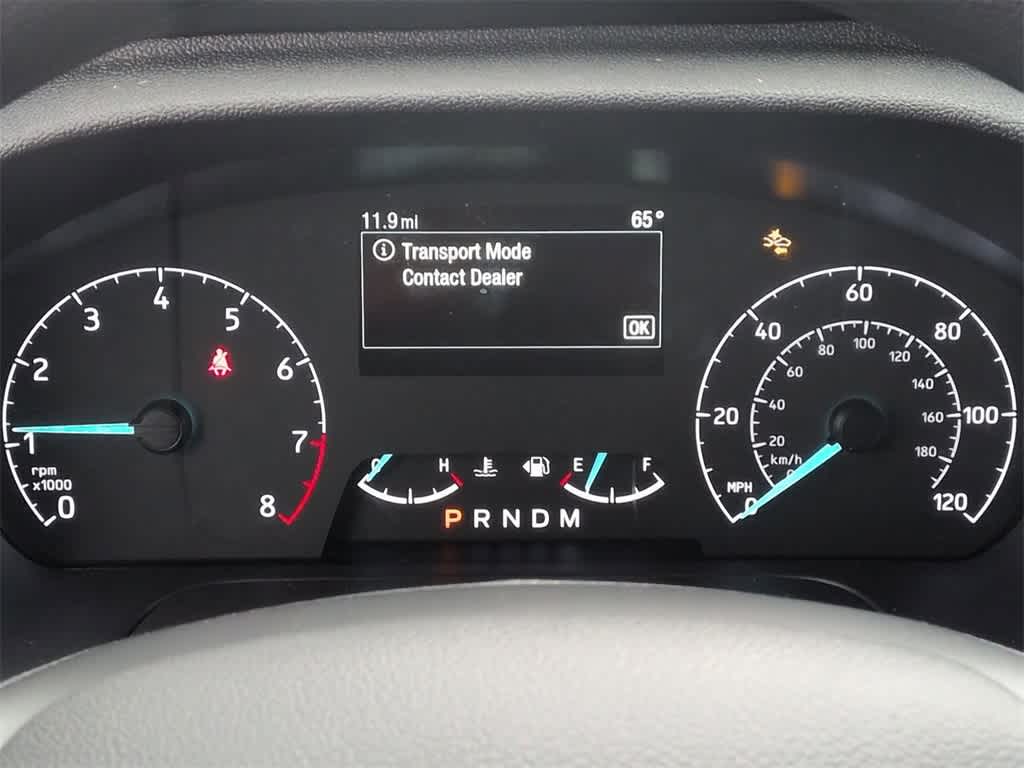 11.9 mi 65°
Transport Mode
Contact Dealer
OK
0 1 2 3 4 5 6 7 8
rpm
x1000
C H
E F
P R N D M
0 20 40 60 80 100 120
MPH
0 20 40 60 80 100 120 140 160 180
km/h